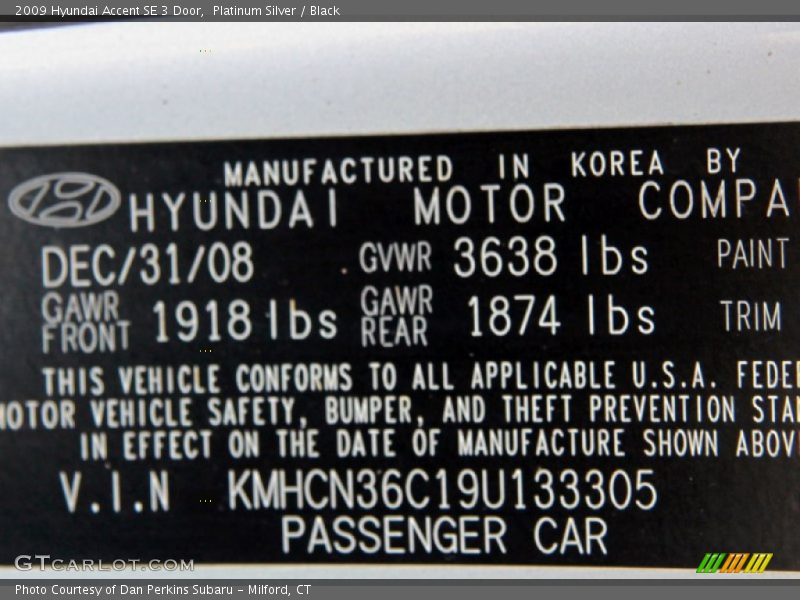 2009 Hyundai Accent SE 3 Door,  Platinum Silver / Black
MANUFACTURED IN KOREA BY
HYUNDAI MOTOR COMPA
DEC/31/08 GVWR 3638 lbs PAINT
GAWR FRONT 1918 lbs GAWR REAR 1874 lbs TRIM
THIS VEHICLE CONFORMS TO ALL APPLICABLE U.S.A. FEDE
MOTOR VEHICLE SAFETY, BUMPER, AND THEFT PREVENTION STA
IN EFFECT ON THE DATE OF MANUFACTURE SHOWN ABOV
V.I.N KMHCN36C19U133305
PASSENGER CAR
GTCARLOT.COM
Photo Courtesy of Dan Perkins Subaru - Milford, CT